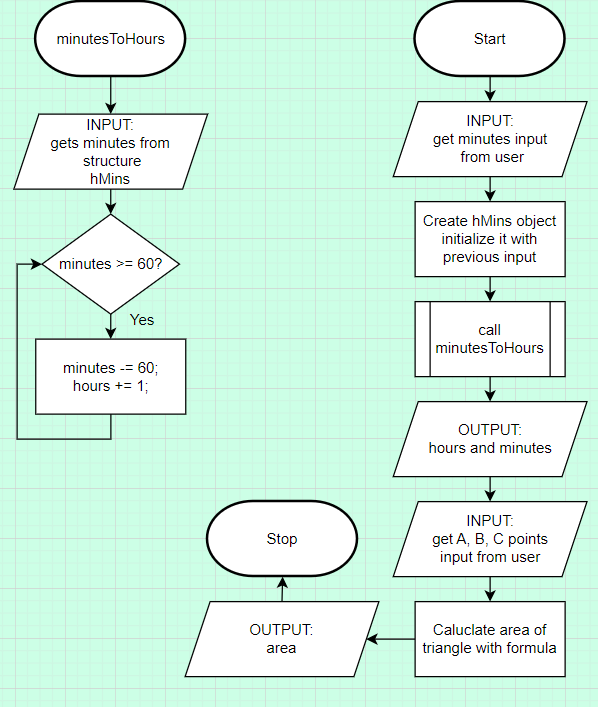 minutesToHours
INPUT:
gets minutes from
structure
hMins
minutes >= 60?
Yes
minutes -= 60;
hours += 1;
Start
INPUT:
get minutes input
from user
Create hMins object
initialize it with
previous input
call
minutesToHours
OUTPUT:
hours and minutes
INPUT:
get A, B, C points
input from user
Caluclate area of
triangle with formula
OUTPUT:
area
Stop